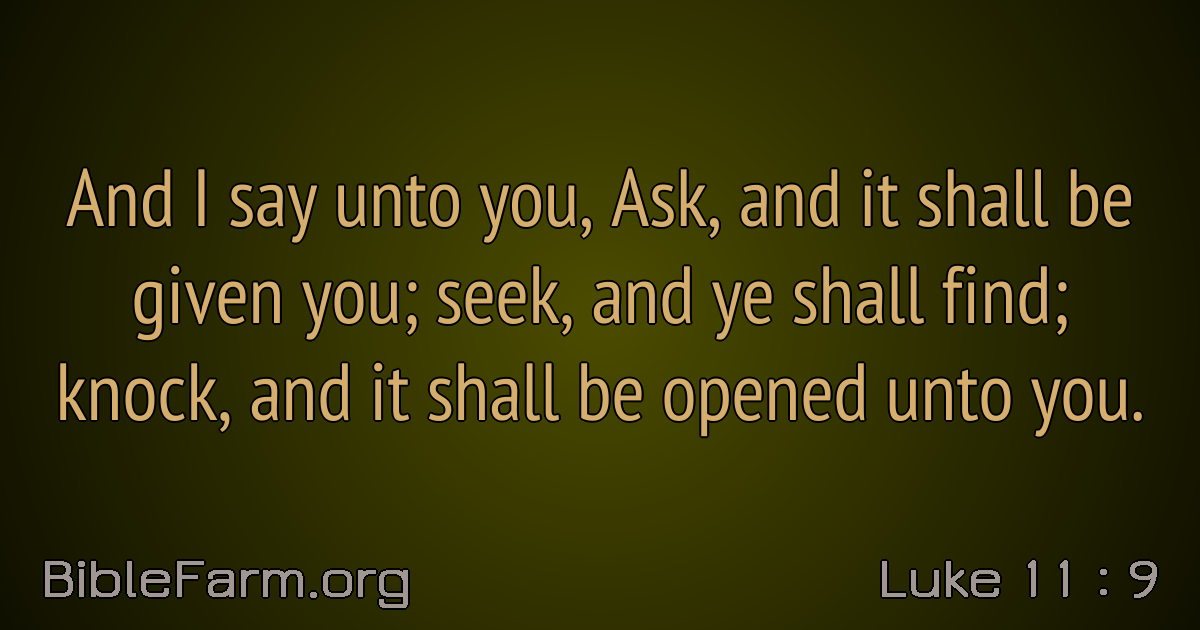 And I say unto you, Ask, and it shall be
given you; seek, and ye shall find;
knock, and it shall be opened unto you.
BibleFarm.org
Luke 11 : 9